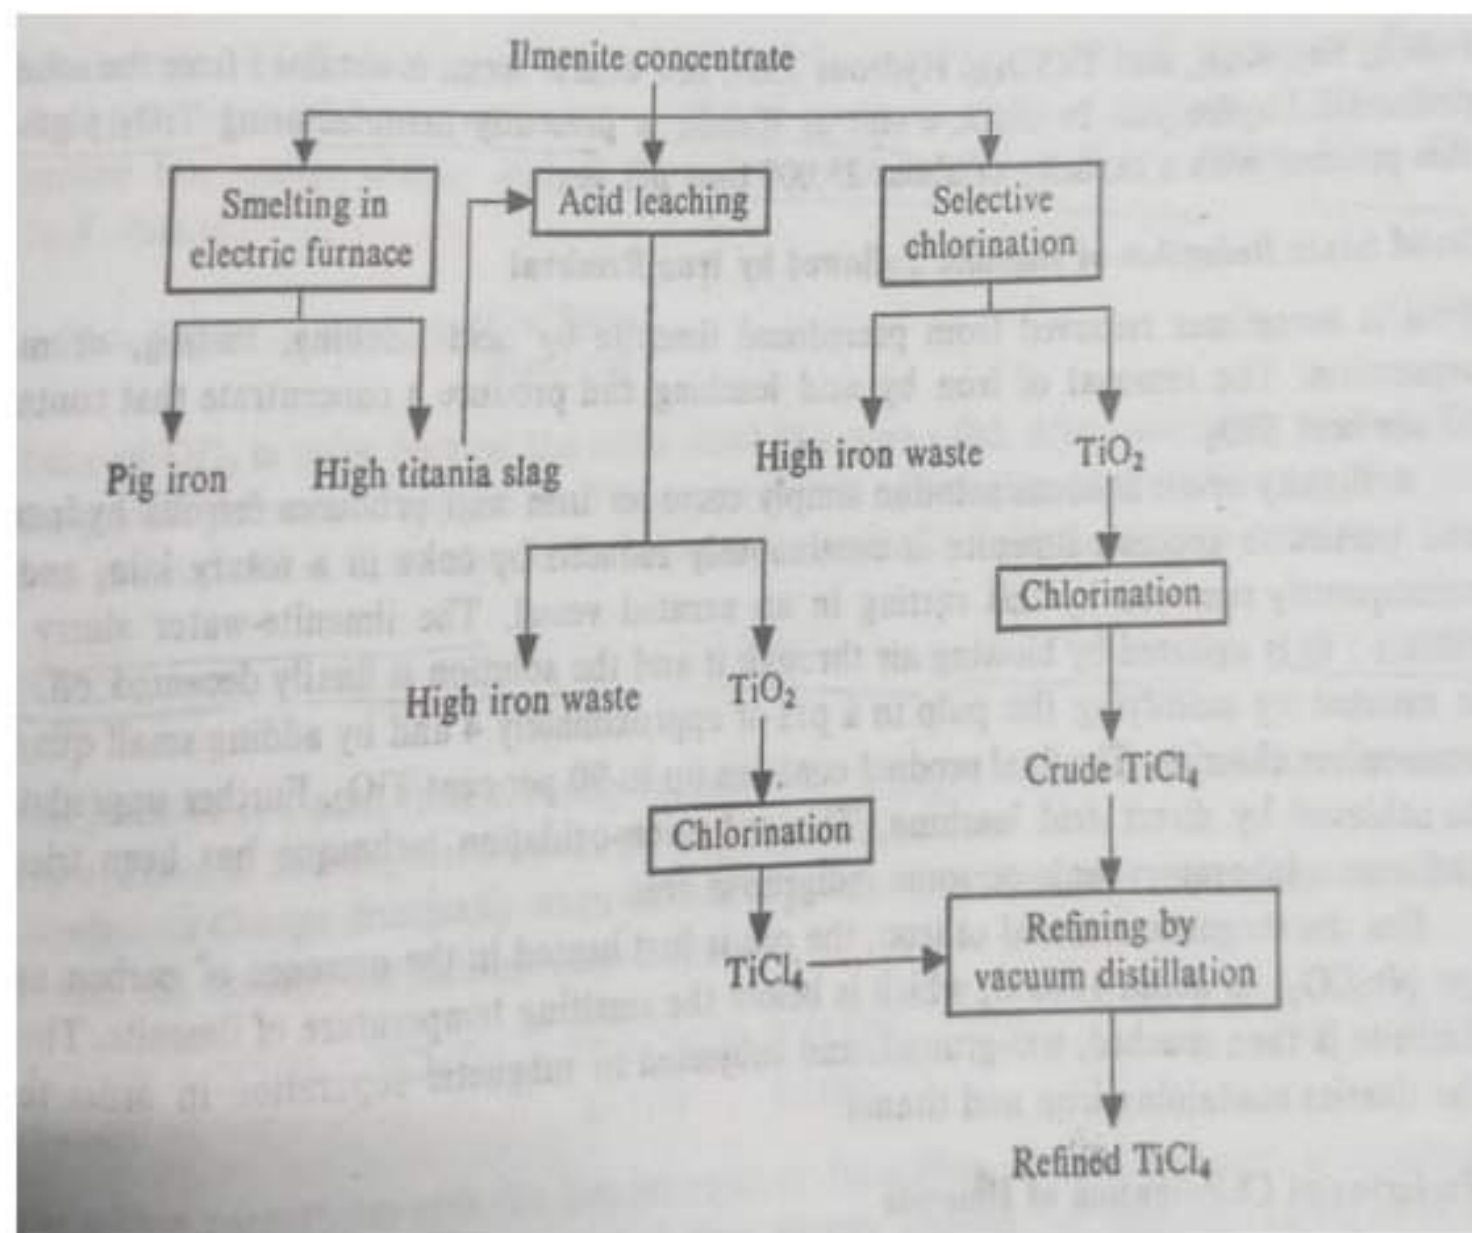 Ilmenite concentrate
Smelting in
electric furnace
Acid leaching
Selective
chlorination
Pig iron
High titania slag
High iron waste
TiO₂
Chlorination
High iron waste
TiO₂
Crude TiCl₄
Chlorination
Refining by
vacuum distillation
TiCl₄
Refined TiCl₄